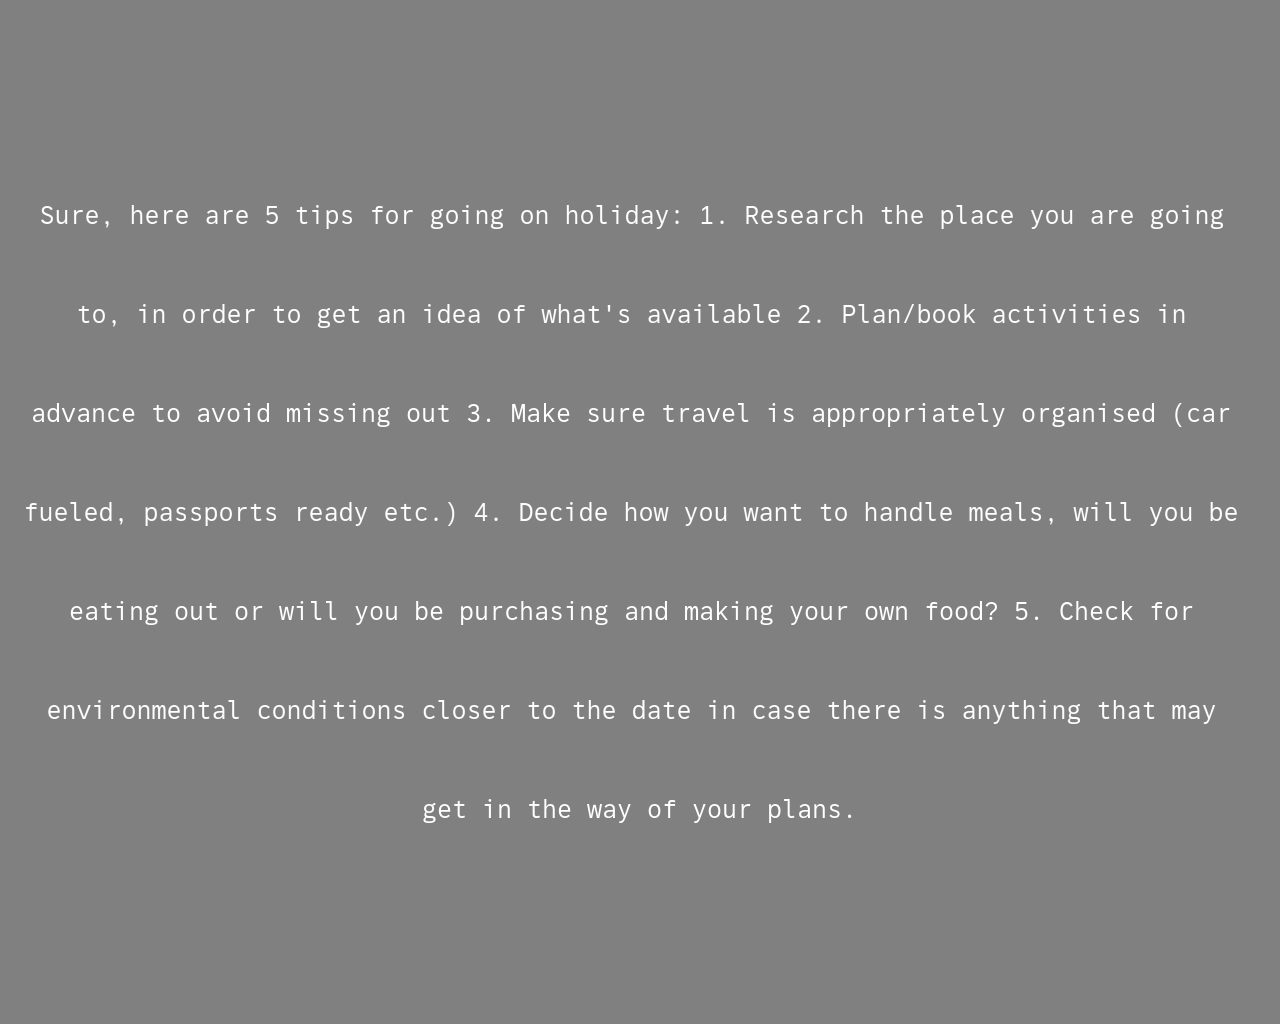 Sure, here are 5 tips for going on holiday: 1. Research the place you are going
to, in order to get an idea of what's available 2. Plan/book activities in
advance to avoid missing out 3. Make sure travel is appropriately organised (car
fueled, passports ready etc.) 4. Decide how you want to handle meals, will you be
eating out or will you be purchasing and making your own food? 5. Check for
environmental conditions closer to the date in case there is anything that may
get in the way of your plans.